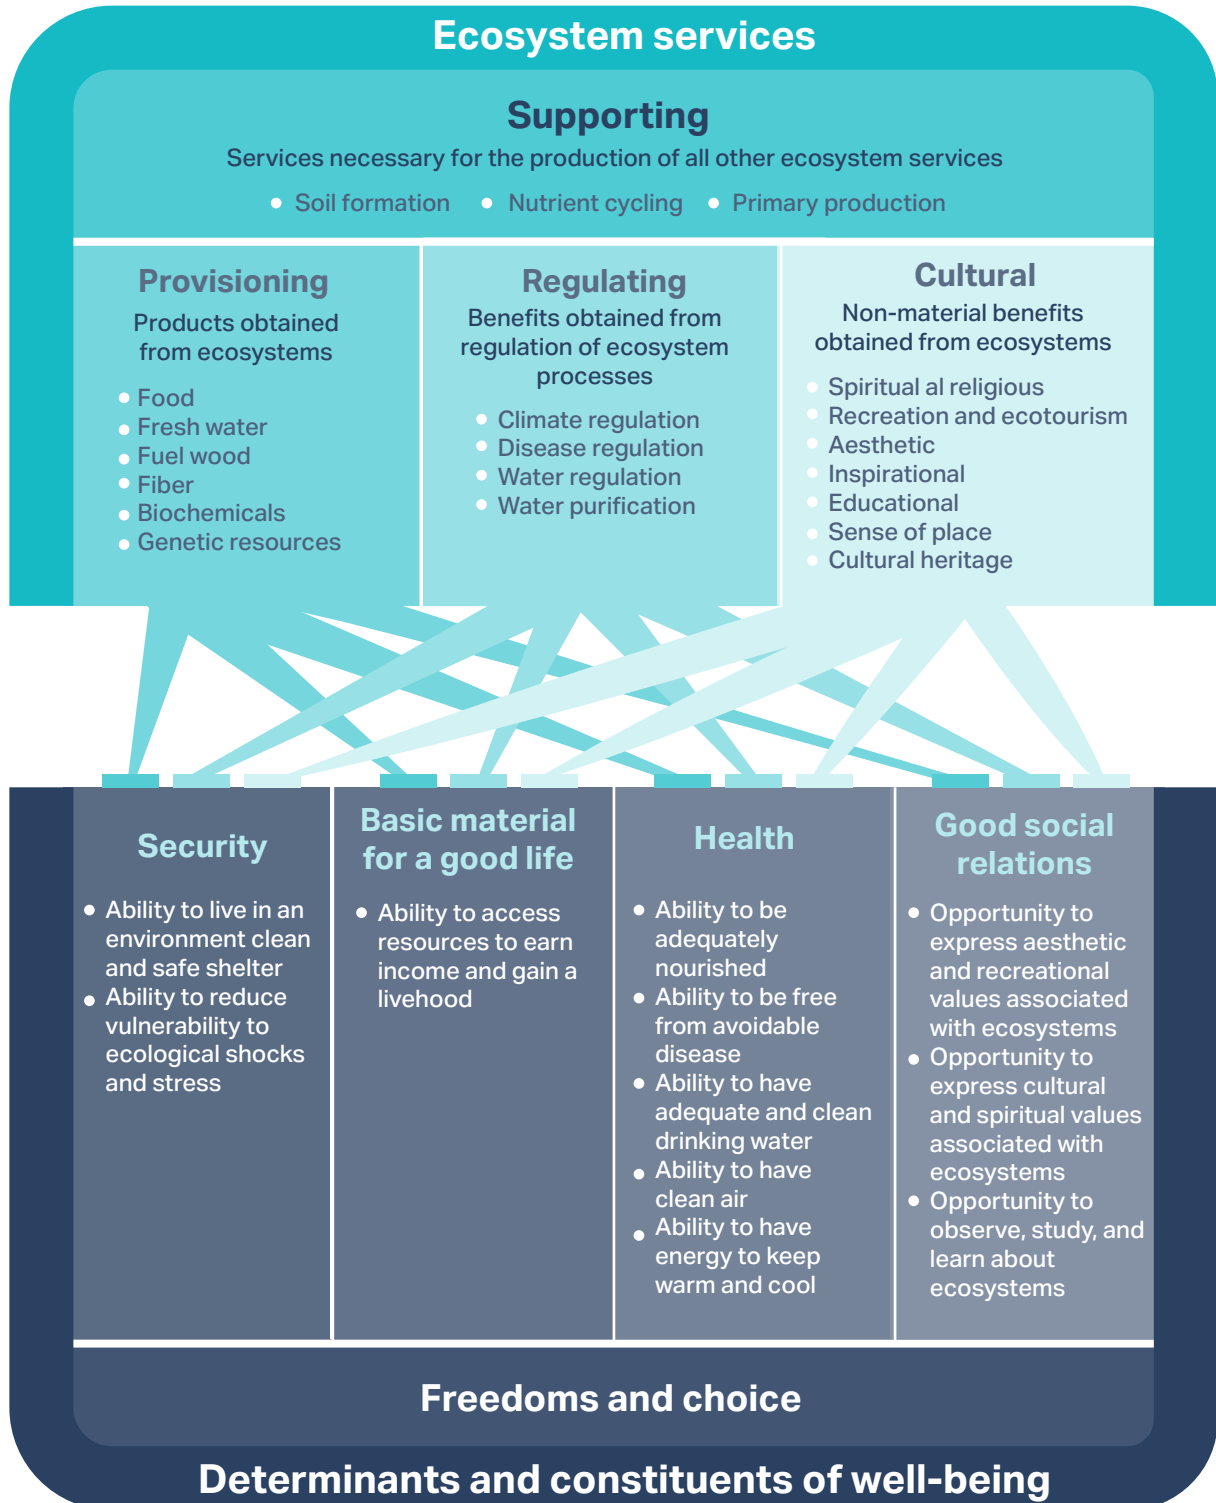 Ecosystem services
Supporting
Services necessary for the production of all other ecosystem services
Soil formation
Nutrient cycling
Primary production
Provisioning
Products obtained
from ecosystems
Food
Fresh water
Fuel wood
Fiber
Biochemicals
Genetic resources
Regulating
Benefits obtained from
regulation of ecosystem
processes
Climate regulation
Disease regulation
Water regulation
Water purification
Cultural
Non-material benefits
obtained from ecosystems
Spiritual al religious
Recreation and ecotourism
Aesthetic
Inspirational
Educational
Sense of place
Cultural heritage
Security
Ability to live in an
environment clean
and safe shelter
Ability to reduce
vulnerability to
ecological shocks
and stress
Basic material
for a good life
Ability to access
resources to earn
income and gain a
livehood
Health
Ability to be
adequately
nourished
Ability to be free
from avoidable
disease
Ability to have
adequate and clean
drinking water
Ability to have
clean air
Ability to have
energy to keep
warm and cool
Good social
relations
Opportunity to
express aesthetic
and recreational
values associated
with ecosystems
Opportunity to
express cultural
and spiritual values
associated with
ecosystems
Opportunity to
observe, study, and
learn about
ecosystems
Freedoms and choice
Determinants and constituents of well-being